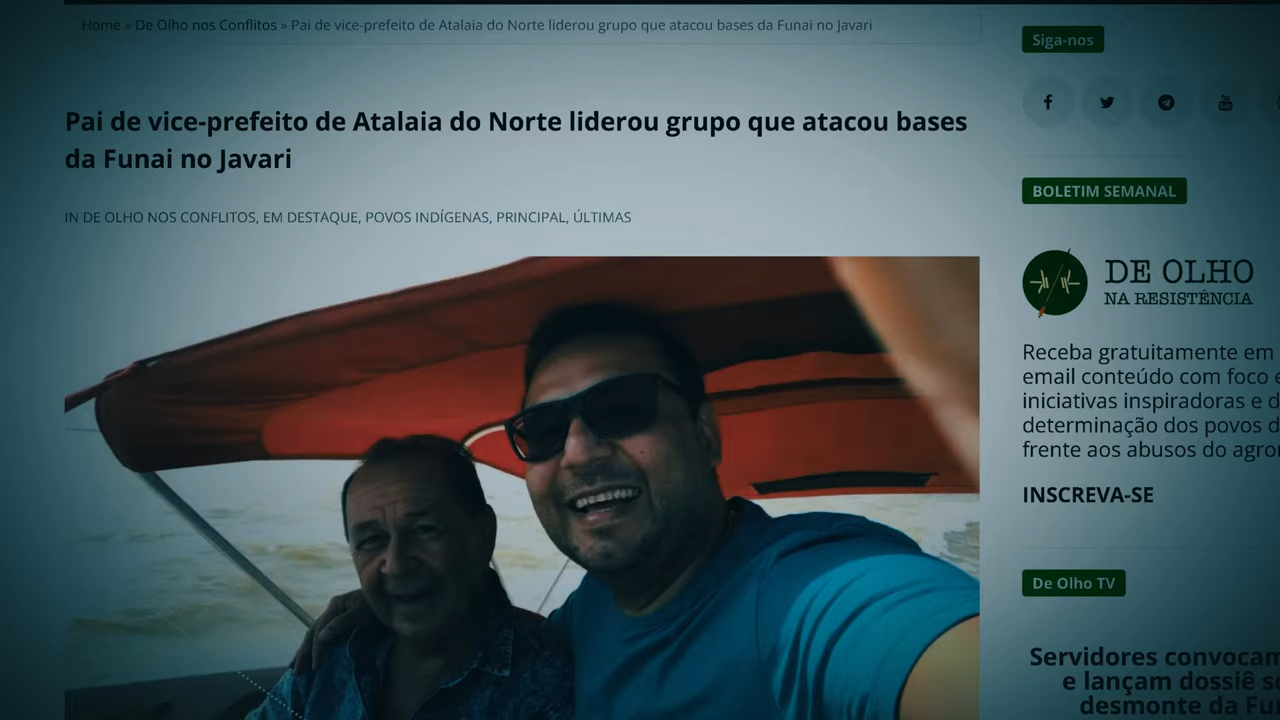 Home » De Olho nos Conflitos » Pai de vice-prefeito de Atalaia do Norte liderou grupo que atacou bases da Funai no Javari
Pai de vice-prefeito de Atalaia do Norte liderou grupo que atacou bases
da Funai no Javari
IN DE OLHO NOS CONFLITOS, EM DESTAQUE, POVOS INDÍGENAS, PRINCIPAL, ÚLTIMAS
Siga-nos
BOLETIM SEMANAL
DE OLHO
NA RESISTÊNCIA
Receba gratuitamente em
email conteúdo com foco
iniciativas inspiradoras e
determinação dos povos
frente aos abusos do
INSCREVA-SE
De Olho TV
Servidores convocam
e lançam dossiê
desmonte da